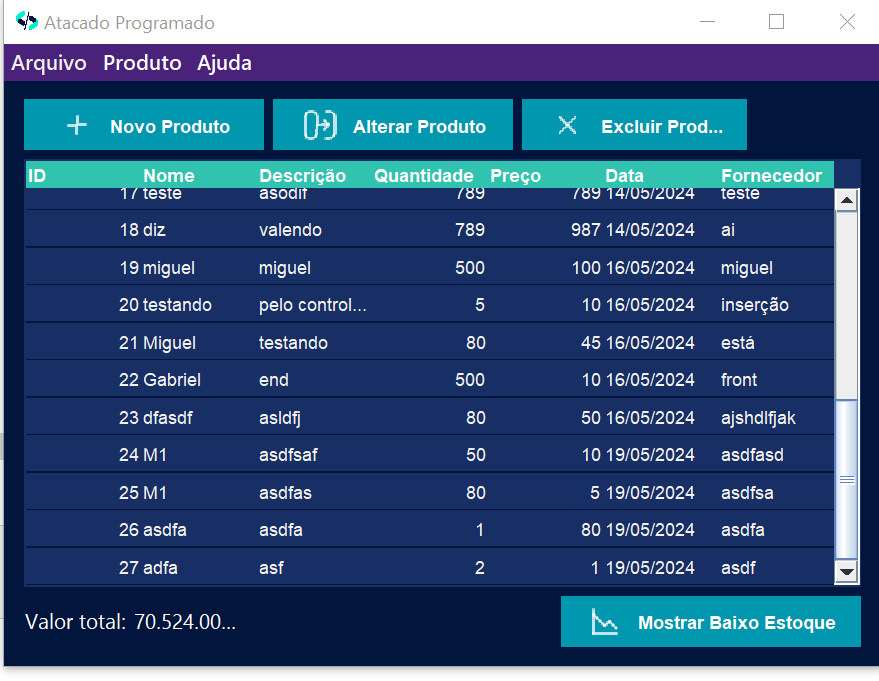 Atacado Programado
Arquivo Produto Ajuda
Novo Produto Alterar Produto Excluir Prod...
ID Nome Descrição Quantidade Preço Data Fornecedor
17 teste asodif 789 789 14/05/2024 teste
18 diz valendo 789 987 14/05/2024 ai
19 miguel miguel 500 100 16/05/2024 miguel
20 testando pelo control... 5 10 16/05/2024 inserção
21 Miguel testando 80 45 16/05/2024 está
22 Gabriel end 500 10 16/05/2024 front
23 dfasdf asldfj 80 50 16/05/2024 ajshdlfjak
24 M1 asdfsaf 50 10 19/05/2024 asdfasd
25 M1 asdfas 80 5 19/05/2024 asdfsa
26 asdfa asdfa 1 80 19/05/2024 asdfa
27 adfa asf 2 1 19/05/2024 asdf
Valor total: 70.524.00... Mostrar Baixo Estoque